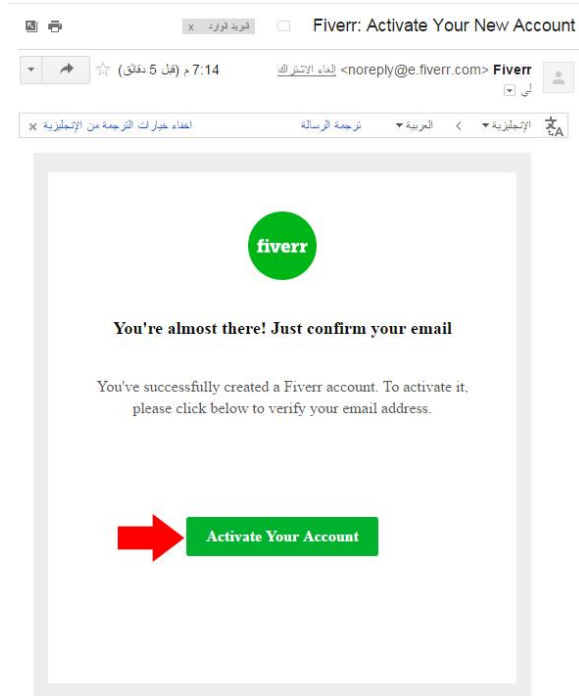 Fiverr: Activate Your New Account
البريد الوارد x
Fiverr <noreply@e.fiverr.com> إلغاء الاشتراك
7:14 م (قبل 5 دقائق)
لي
الإنجليزية > العربية ترجمة الرسالة
اخفاء خيارات الترجمة من الإنجليزية x
fiverr
You're almost there! Just confirm your email
You've successfully created a Fiverr account. To activate it,
please click below to verify your email address.
Activate Your Account